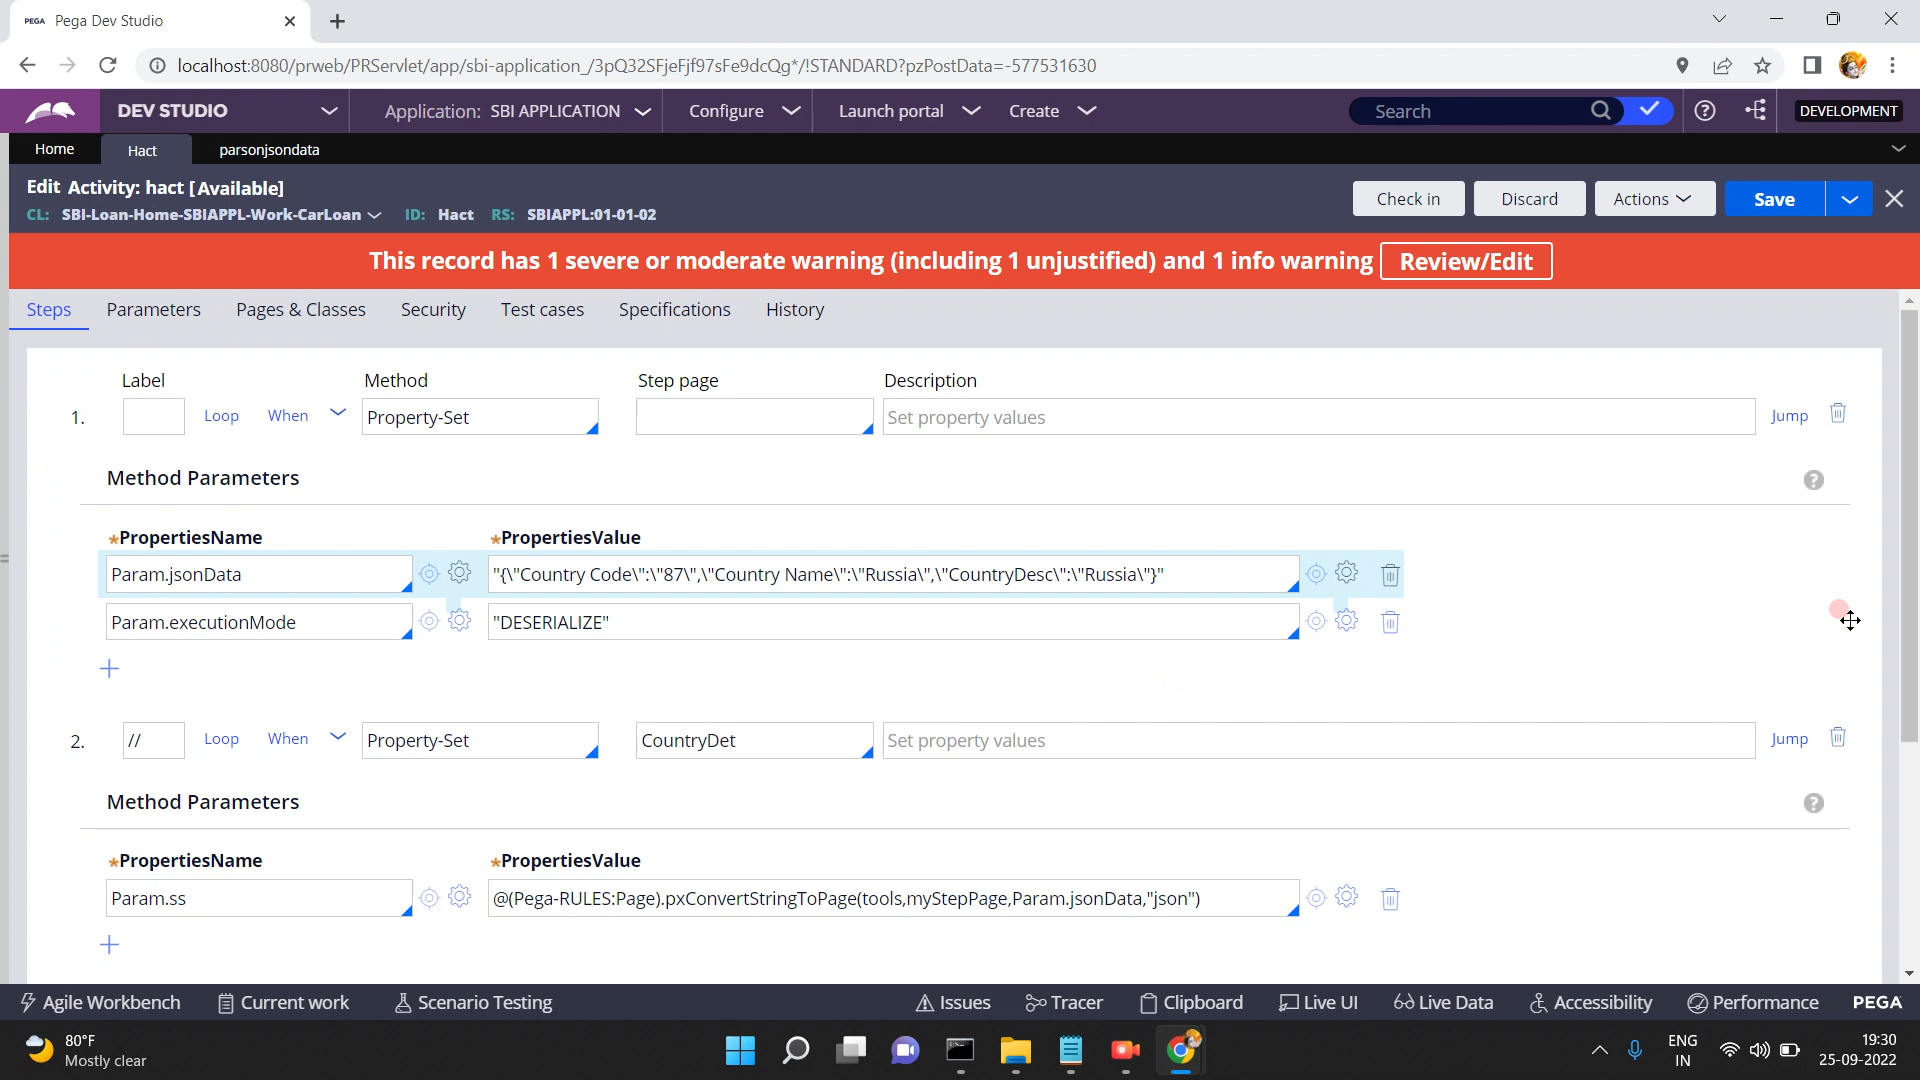 PEGA Pega Dev Studio
localhost:8080/prweb/PRServlet/app/sbi-application_/3pQ32SFjeFjf97sFe9dcQg*/!STANDARD?pzPostData=-577531630
DEV STUDIO Application: SBI APPLICATION Configure Launch portal Create Search DEVELOPMENT
Home Hact parsonjsondata
Edit Activity: hact [Available]
CL: SBI-Loan-Home-SBIAPPL-Work-CarLoan ID: Hact RS: SBIAPPL:01-01-02
Check in Discard Actions Save
This record has 1 severe or moderate warning (including 1 unjustified) and 1 info warning Review/Edit
Steps Parameters Pages & Classes Security Test cases Specifications History
Label Method Step page Description
1. Loop When Property-Set Set property values Jump
Method Parameters ?
*PropertiesName *PropertiesValue
Param.jsonData "{\"Country Code\":\"87\",\"Country Name\":\"Russia\",\"CountryDesc\":\"Russia\"}"
Param.executionMode "DESERIALIZE"
2. // Loop When Property-Set CountryDet Set property values Jump
Method Parameters ?
*PropertiesName *PropertiesValue
Param.ss @(Pega-RULES:Page).pxConvertStringToPage(tools,myStepPage,Param.jsonData,"json")
Agile Workbench Current work Scenario Testing Issues Tracer Clipboard Live UI Live Data Accessibility Performance PEGA
80°F
Mostly clear
ENG
IN
19:30
25-09-2022